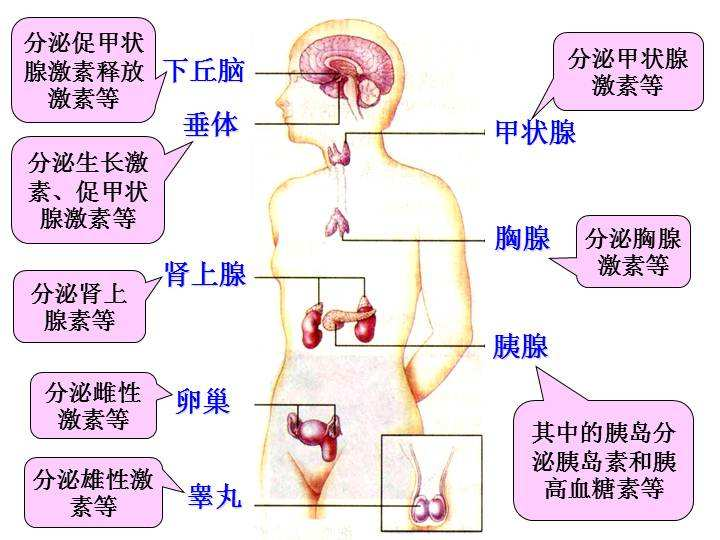 分泌促甲状
腺激素释放
激素等
下丘脑
垂体
分泌生长激
素、促甲状
腺激素等
肾上腺
分泌肾上
腺素等
卵巢
分泌雌性
激素等
睾丸
分泌雄性激
素等
分泌甲状腺
激素等
甲状腺
胸腺
分泌胸腺
激素等
胰腺
其中的胰岛分
泌胰岛素和胰
高血糖素等